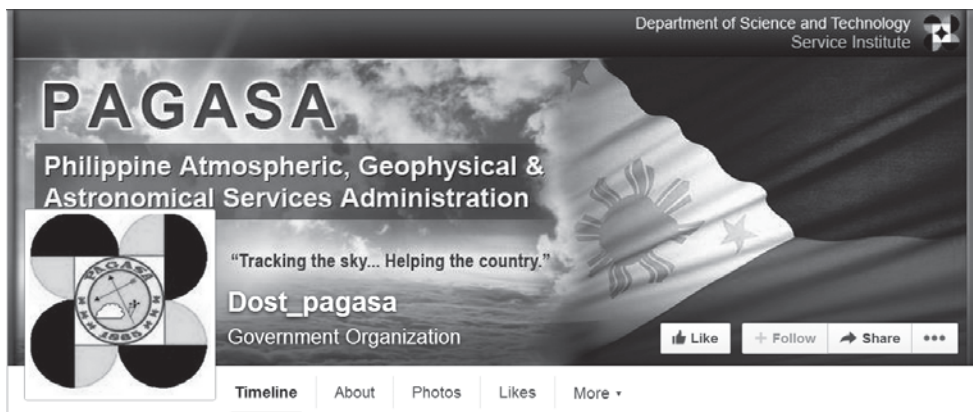 Department of Science and Technology
Service Institute
PAGASA
Philippine Atmospheric, Geophysical &
Astronomical Services Administration
PAGASA
1865
"Tracking the sky... Helping the country."
Dost_pagasa
Government Organization
Like
+ Follow
Share
Timeline
About
Photos
Likes
More